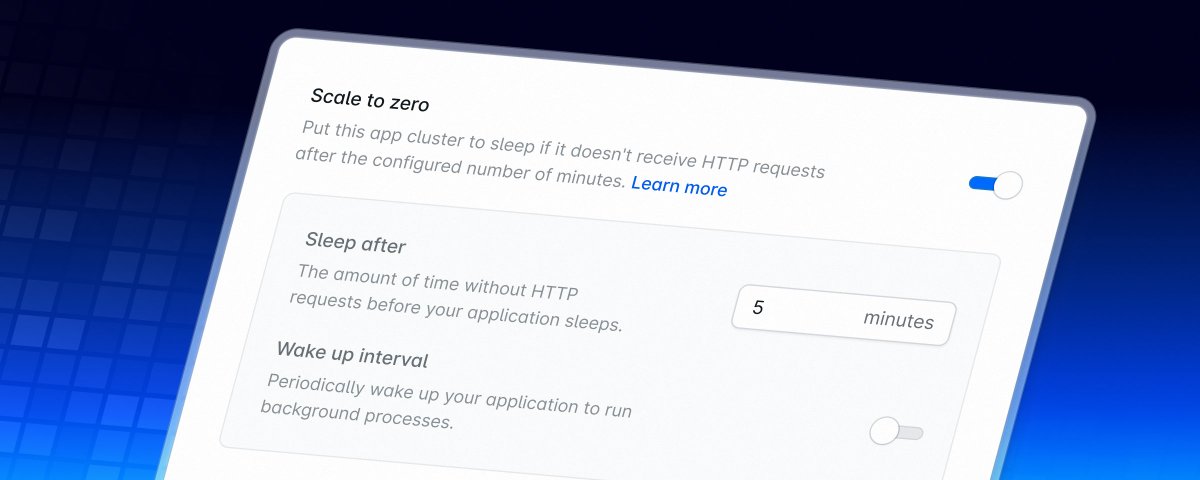 Scale to zero
Put this app cluster to sleep if it doesn't receive HTTP requests
after the configured number of minutes. Learn more
Sleep after
The amount of time without HTTP
requests before your application sleeps.
5 minutes
Wake up interval
Periodically wake up your application to run
background processes.